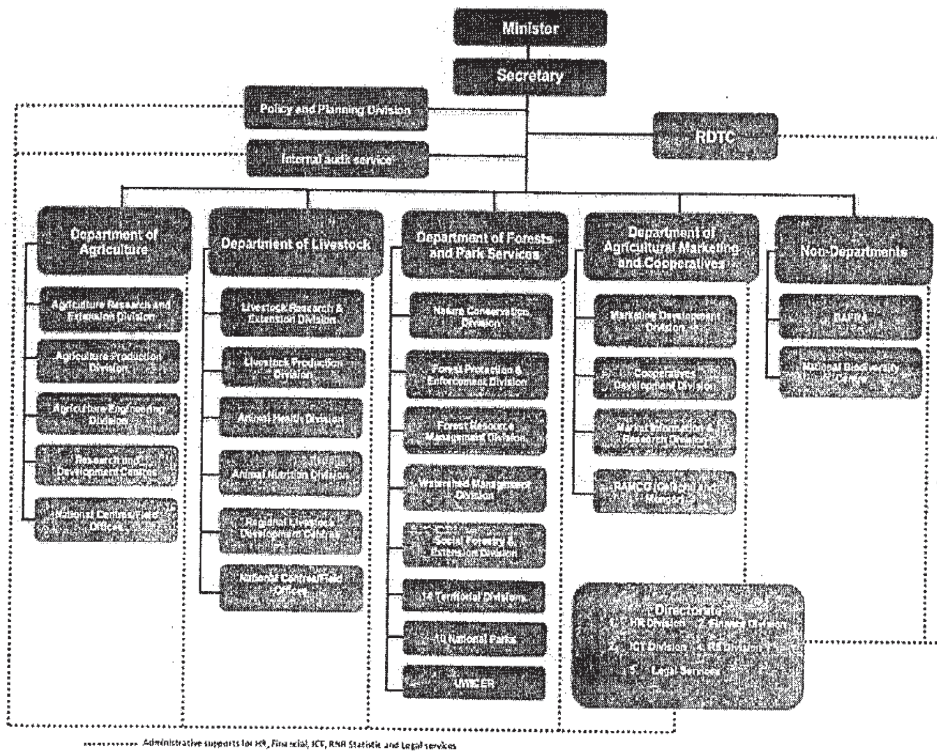 Minister
Secretary
Policy and Planning Division
RDTC
Internal audit service
Department of
Agriculture
Agriculture Research and
Extension Division
Agriculture Production
Division
Agriculture Engineering
Division
Research and
Development Centres
National Centres/Field
Offices
Department of Livestock
Livestock Research &
Extension Division
Livestock Production
Division
Animal Health Division
Animal Nutrition Division
Regional Livestock
Development Centres
National Centres/Field
Offices
Department of Forests
and Park Services
Nature Conservation
Division
Forest Protection &
Enforcement Division
Forest Resource
Management Division
Watershed Management
Division
Social Forestry &
Extension Division
14 Territorial Divisions
10 National Parks
UWICER
Department of
Agricultural Marketing
and Cooperatives
Marketing Development
Division
Cooperatives
Development Division
Market Information &
Research Division
RAMCO
Non-Departments
BAFRA
National Biodiversity
Centre
Directorate
1. HR Division 2. Finance Division
ICT Division 4. RS Division
5. Legal Services
Administrative supports for HR, Financial, ICT, RNR Statistic and Legal services